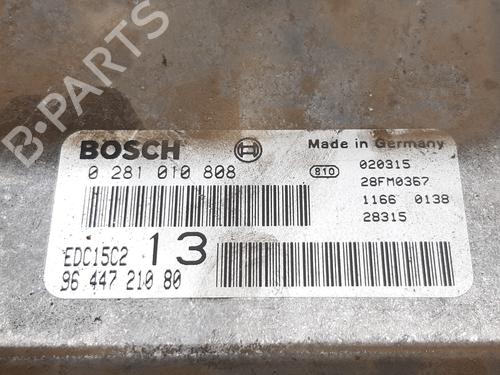 B-PARTS
BOSCH
Made in Germany
0 281 010 808
810
020315
28FM0367
1166 0138
28315
EDC15C2 13
96 447 210 80